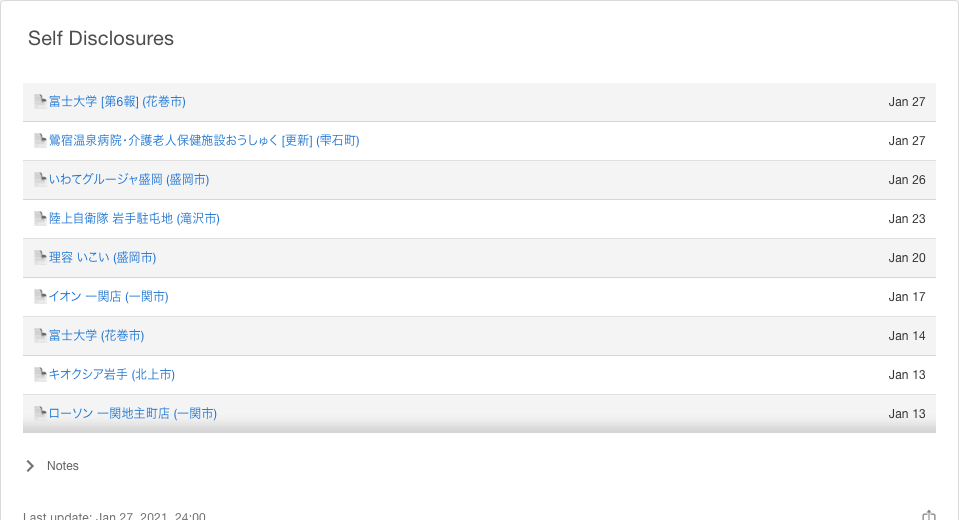 Self Disclosures
富士大学 [第6報] (花巻市) Jan 27
鶯宿温泉病院・介護老人保健施設おうしゅく [更新] (雫石町) Jan 27
いわてグルージャ盛岡 (盛岡市) Jan 26
陸上自衛隊 岩手駐屯地 (滝沢市) Jan 23
理容 いこい (盛岡市) Jan 20
イオン 一関店 (一関市) Jan 17
富士大学 (花巻市) Jan 14
キオクシア岩手 (北上市) Jan 13
ローソン 一関地主町店 (一関市) Jan 13
Notes
Last update: Jan 27, 2021, 24:00